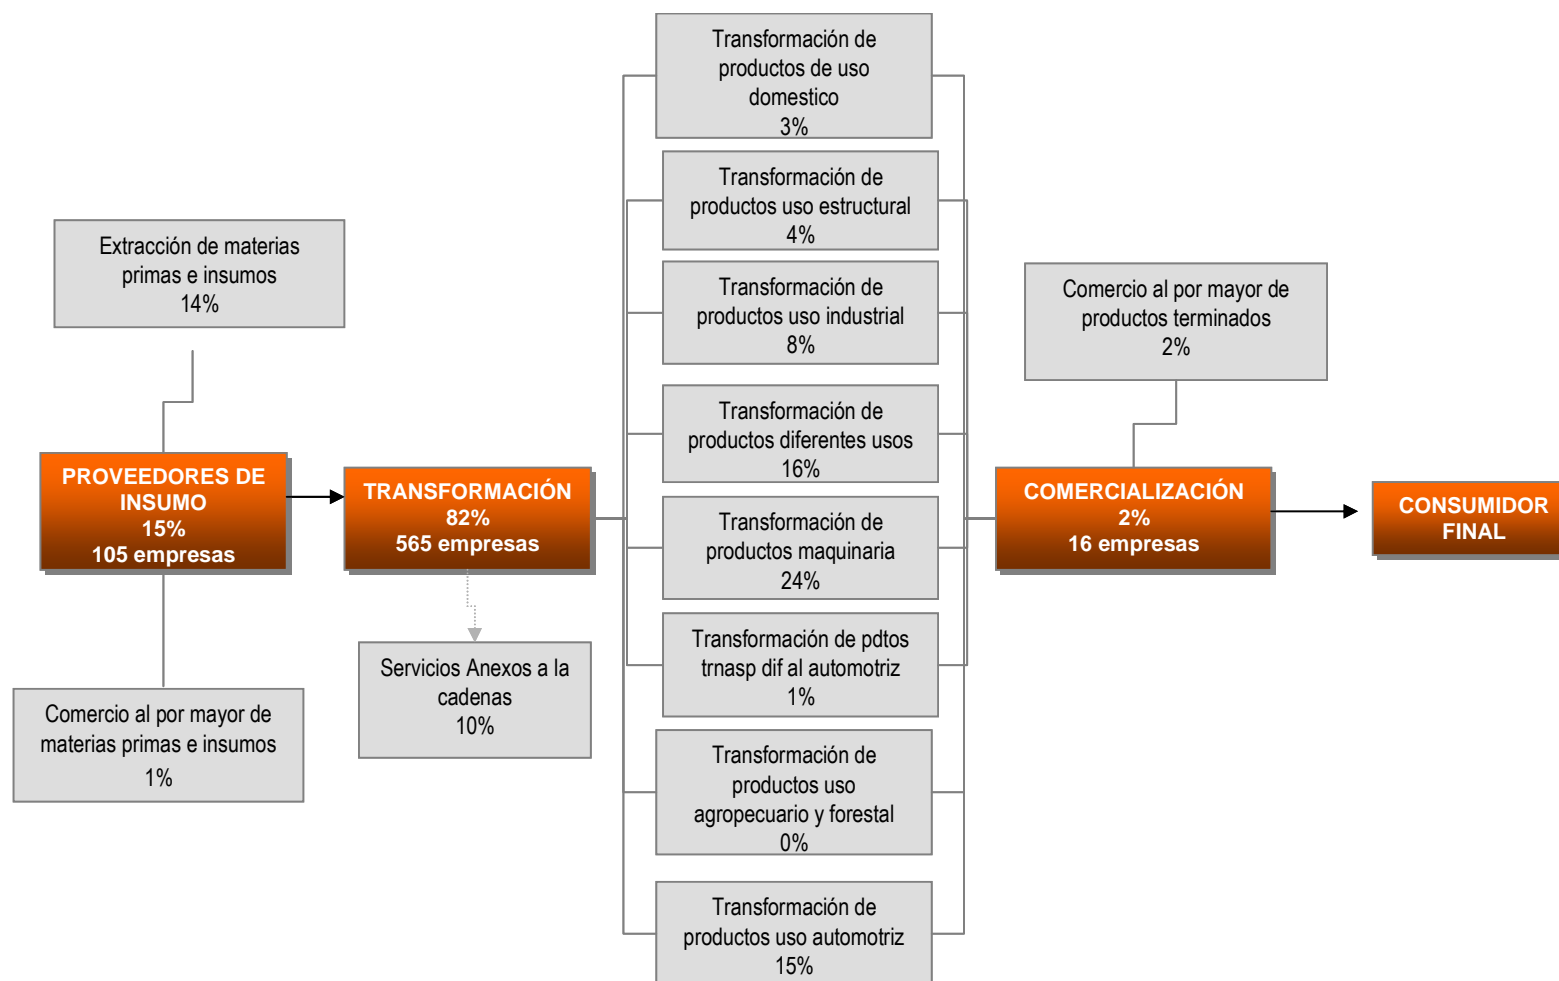 Extracción de materias
primas e insumos
14%
PROVEEDORES DE
INSUMO
15%
105 empresas
Comercio al por mayor de
materias primas e insumos
1%
TRANSFORMACIÓN
82%
565 empresas
Servicios Anexos a la
cadenas
10%
Transformación de
productos de uso
domestico
3%
Transformación de
productos uso estructural
4%
Transformación de
productos uso industrial
8%
Transformación de
productos diferentes usos
16%
Transformación de
productos maquinaria
24%
Transformación de pdtos
trnasp dif al automotriz
1%
Transformación de
productos uso
agropecuario y forestal
0%
Transformación de
productos uso automotriz
15%
Comercio al por mayor de
productos terminados
2%
COMERCIALIZACIÓN
2%
16 empresas
CONSUMIDOR
FINAL